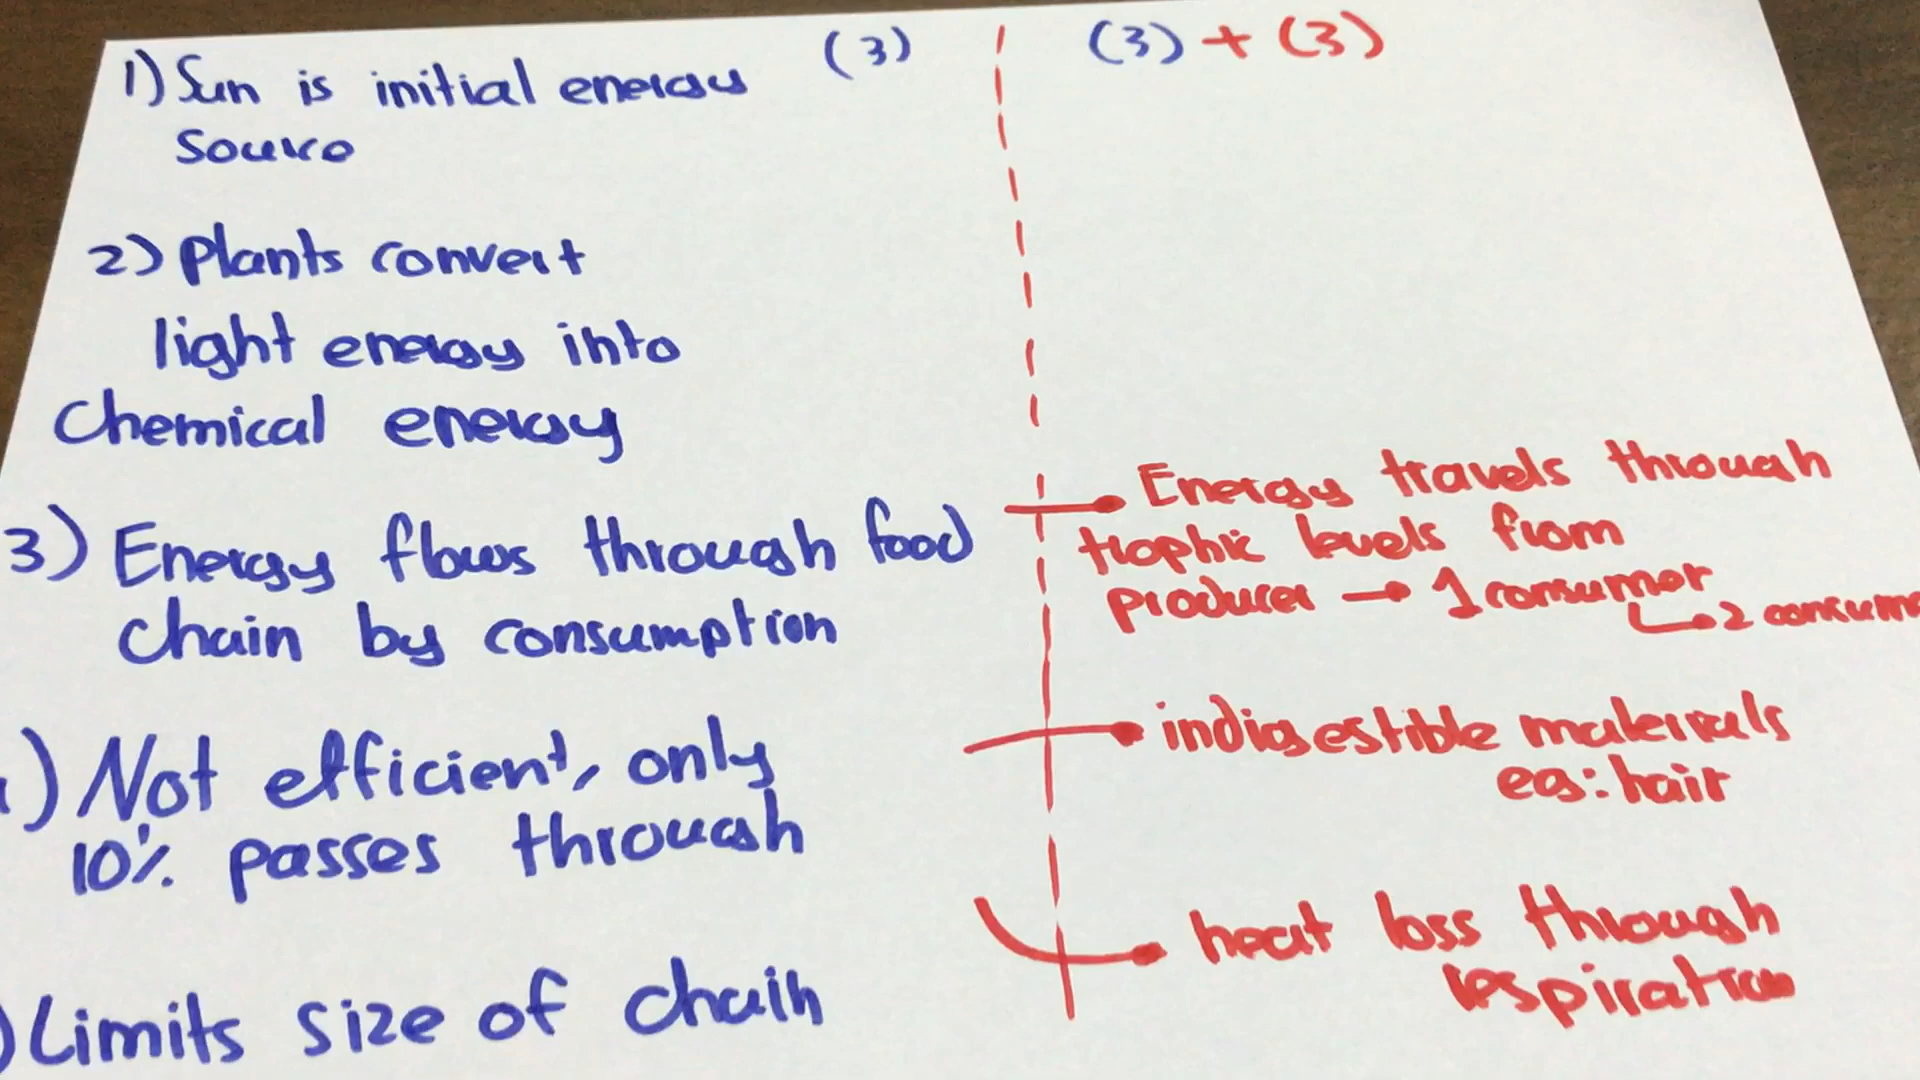 1) Sun is initial energy
source
(3)
2) Plants convert
light energy into
chemical energy
3) Energy flows through food
chain by consumption
) Not efficient, only
10% passes through
) Limits size of chain
(3) + (3)
Energy travels through
trophic levels from
producer → 1 consumer
2 consume
indigestible materials
eg: hair
heat loss through
respiration